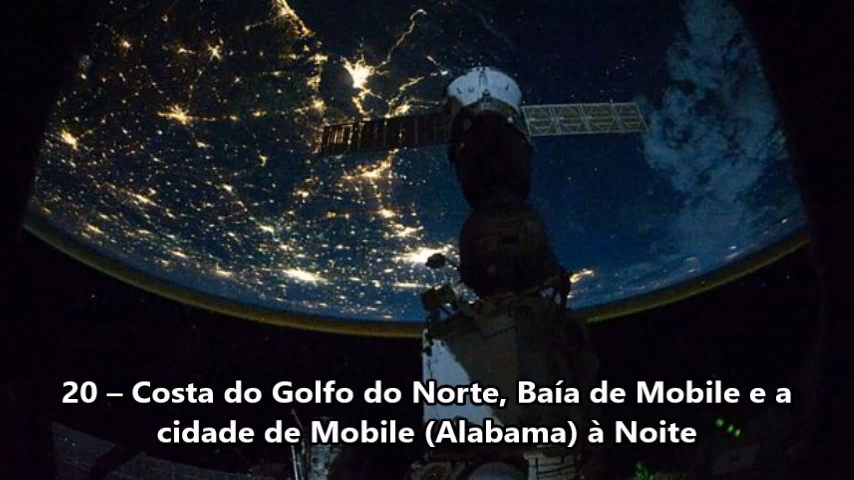 20 – Costa do Golfo do Norte, Baía de Mobile e a
cidade de Mobile (Alabama) à Noite